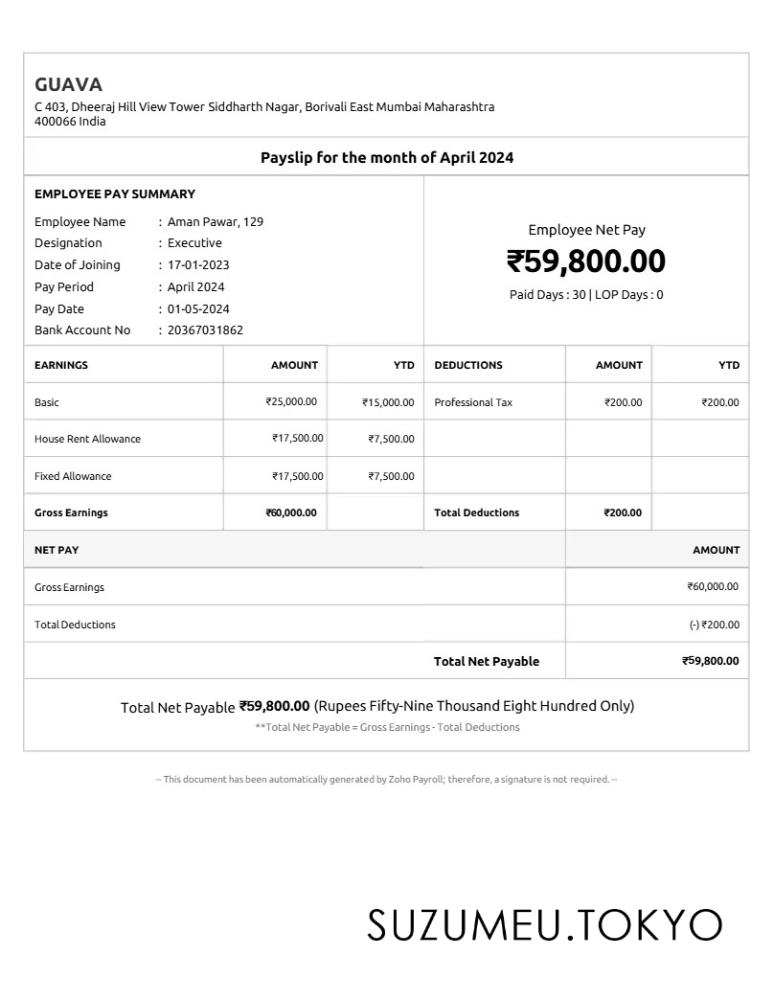 GUAVA
C 403, Dheeraj Hill View Tower Siddharth Nagar, Borivali East Mumbai Maharashtra
400066 India
Payslip for the month of April 2024
EMPLOYEE PAY SUMMARY
Employee Name : Aman Pawar, 129
Designation : Executive
Date of Joining : 17-01-2023
Pay Period : April 2024
Pay Date : 01-05-2024
Bank Account No : 20367031862
Employee Net Pay
₹59,800.00
Paid Days : 30 | LOP Days : 0
EARNINGS AMOUNT YTD DEDUCTIONS AMOUNT YTD
Basic ₹25,000.00 ₹15,000.00 Professional Tax ₹200.00 ₹200.00
House Rent Allowance ₹17,500.00 ₹7,500.00
Fixed Allowance ₹17,500.00 ₹7,500.00
Gross Earnings ₹60,000.00 Total Deductions ₹200.00
NET PAY AMOUNT
Gross Earnings ₹60,000.00
Total Deductions (-) ₹200.00
Total Net Payable ₹59,800.00
Total Net Payable ₹59,800.00 (Rupees Fifty-Nine Thousand Eight Hundred Only)
**Total Net Payable = Gross Earnings - Total Deductions
-- This document has been automatically generated by Zoho Payroll; therefore, a signature is not required. --
SUZUMEU.TOKYO